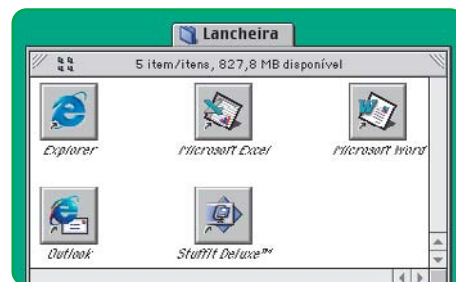 Lancheira
5 item/itens, 827,8 MB disponível
Explorer
Microsoft Excel
Microsoft Word
Outlook
StuffIt Deluxe™